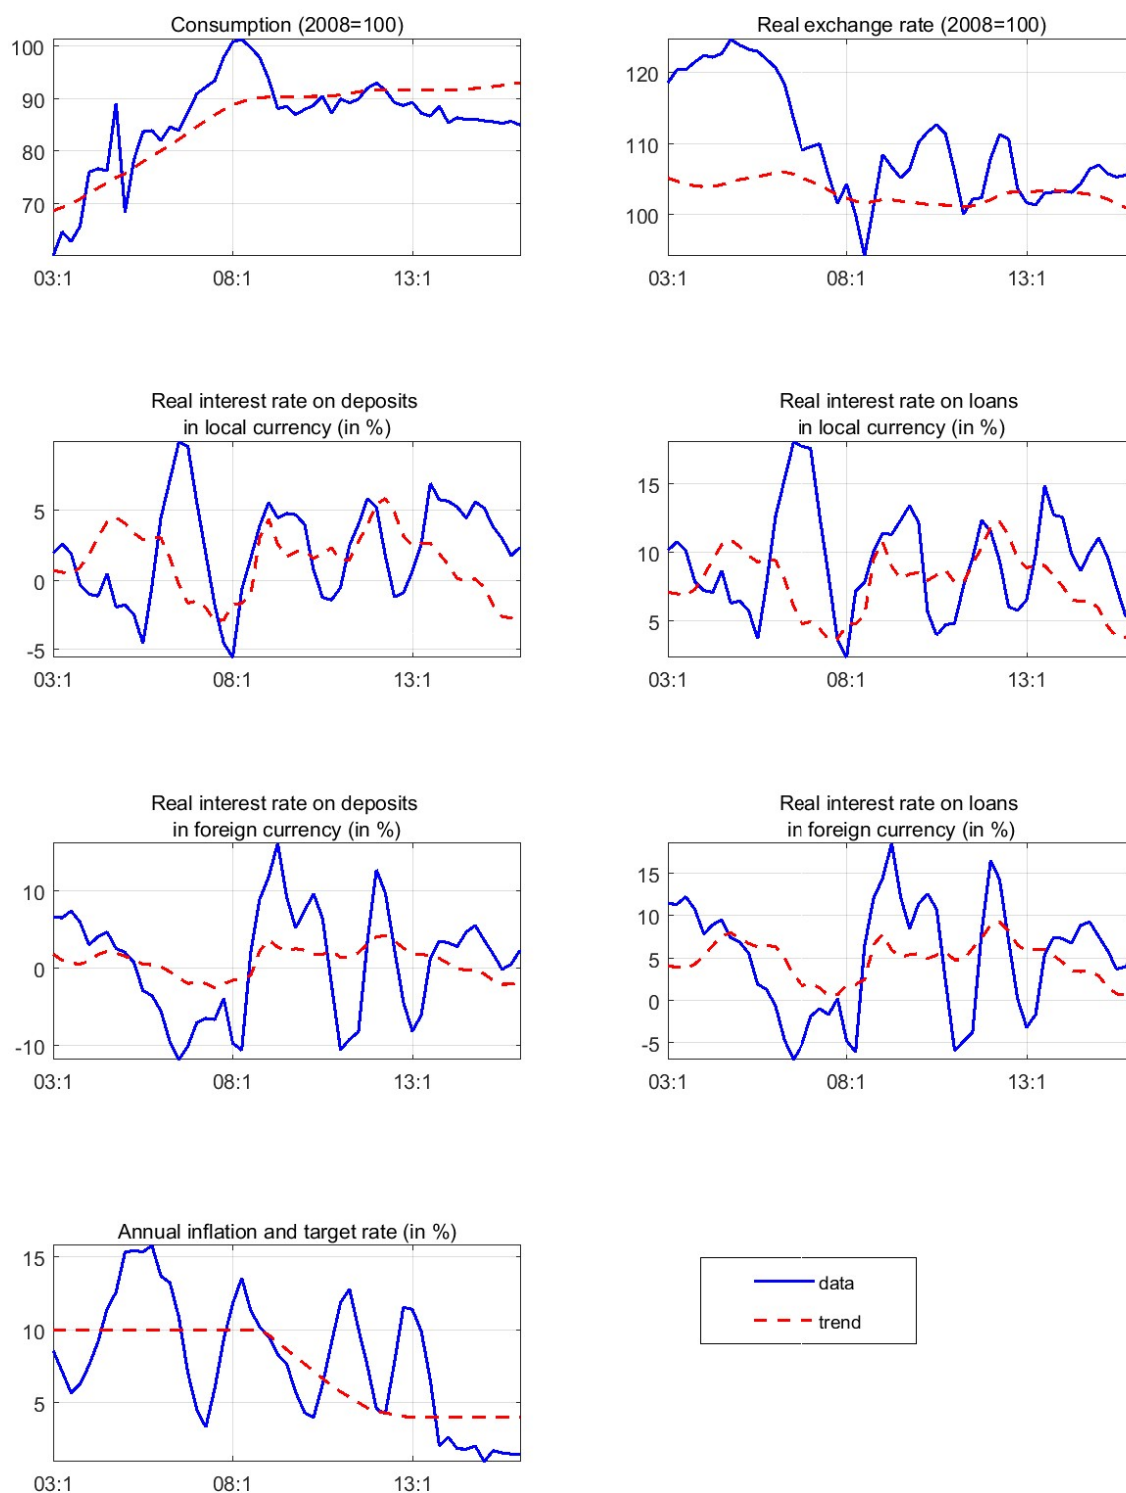 Consumption (2008=100)
100
90
80
70
03:1 08:1 13:1
Real exchange rate (2008=100)
120
110
100
03:1 08:1 13:1
Real interest rate on deposits
in local currency (in %)
5
0
-5
03:1 08:1 13:1
Real interest rate on loans
in local currency (in %)
15
10
5
03:1 08:1 13:1
Real interest rate on deposits
in foreign currency (in %)
10
0
-10
03:1 08:1 13:1
Real interest rate on loans
in foreign currency (in %)
15
10
5
0
-5
03:1 08:1 13:1
Annual inflation and target rate (in %)
15
10
5
03:1 08:1 13:1
data
trend